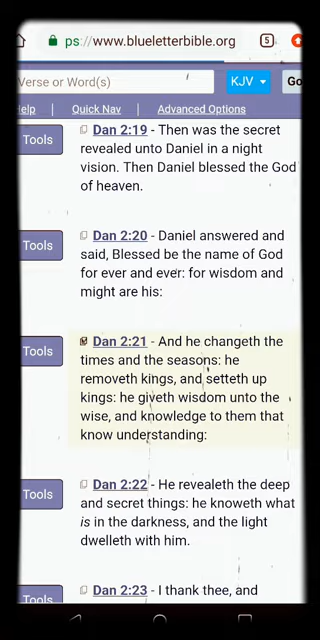 ps://www.blueletterbible.org 5
Verse or Word(s) KJV Go
elp | Quick Nav | Advanced Options
Tools
Dan 2:19 - Then was the secret
revealed unto Daniel in a night
vision. Then Daniel blessed the God
of heaven.
Tools
Dan 2:20 - Daniel answered and
said, Blessed be the name of God
for ever and ever: for wisdom and
might are his:
Tools
Dan 2:21 - And he changeth the
times and the seasons: he
removeth kings, and setteth up
kings: he giveth wisdom unto the
wise, and knowledge to them that
know understanding:
Tools
Dan 2:22 - He revealeth the deep
and secret things: he knoweth what
is in the darkness, and the light
dwelleth with him.
Tools
Dan 2:23 - I thank thee, and